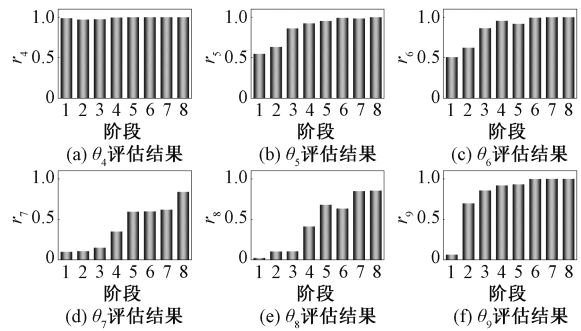 1.0 1.0 1.0
r4 0.5 r5 0.5 r6 0.5
0 0 0
1 2 3 4 5 6 7 8 1 2 3 4 5 6 7 8 1 2 3 4 5 6 7 8
阶段 阶段 阶段
(a) θ4评估结果 (b) θ5评估结果 (c) θ6评估结果
1.0 1.0 1.0
r7 0.5 r8 0.5 r9 0.5
0 0 0
1 2 3 4 5 6 7 8 1 2 3 4 5 6 7 8 1 2 3 4 5 6 7 8
阶段 阶段 阶段
(d) θ7评估结果 (e) θ8评估结果 (f) θ9评估结果